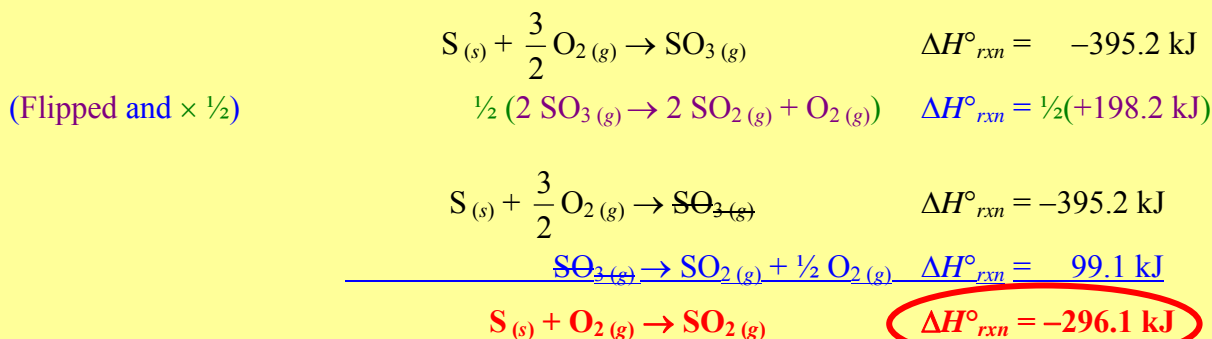 S (s) + 3/2 O₂ (g) → SO₃ (g) ΔH°rxn = –395.2 kJ
(Flipped and × ½) ½ (2 SO₃ (g) → 2 SO₂ (g) + O₂ (g)) ΔH°rxn = ½(+198.2 kJ)
S (s) + 3/2 O₂ (g) → SO₃ (g) ΔH°rxn = –395.2 kJ
SO₃ (g) → SO₂ (g) + ½ O₂ (g) ΔH°rxn = 99.1 kJ
S (s) + O₂ (g) → SO₂ (g) ΔH°rxn = –296.1 kJ